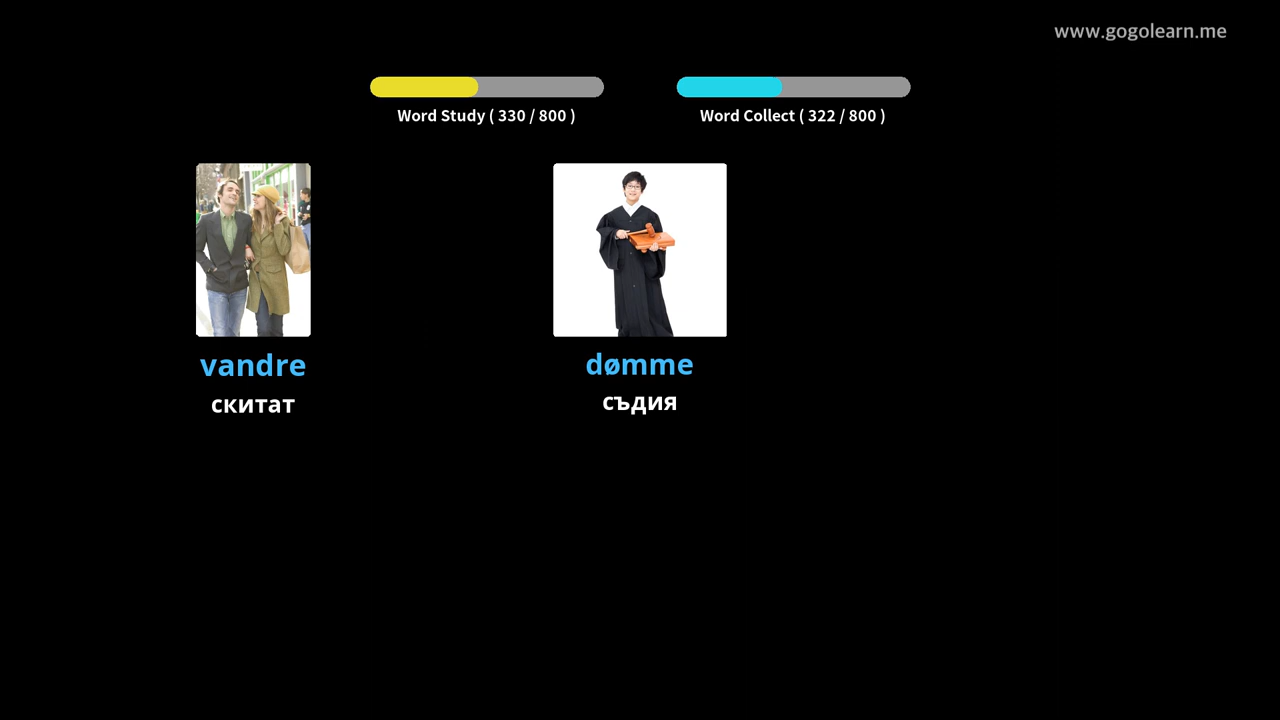 www.gogolearn.me
Word Study ( 330 / 800 )
Word Collect ( 322 / 800 )
vandre
скитат
dømme
съдия